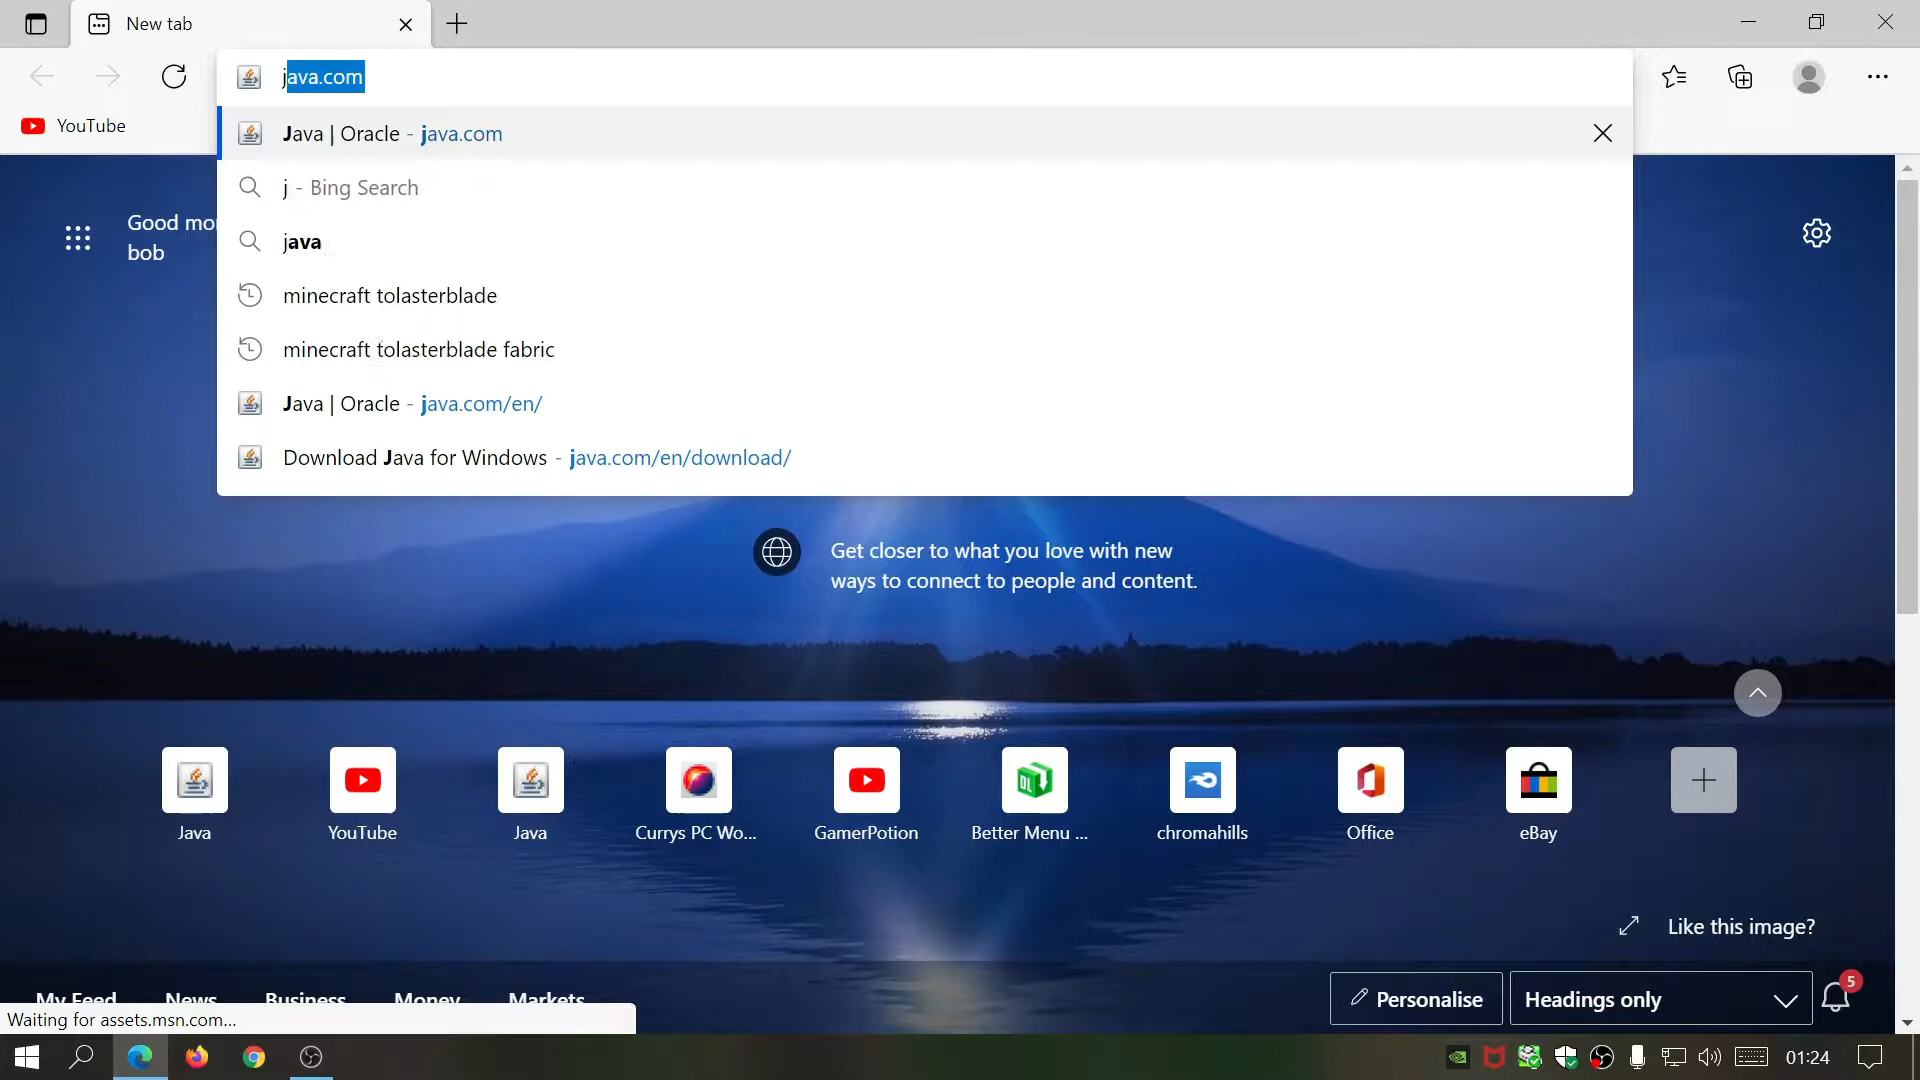 New tab
java.com
YouTube
Java | Oracle - java.com
j - Bing Search
java
minecraft tolasterblade
minecraft tolasterblade fabric
Java | Oracle - java.com/en/
Download Java for Windows - java.com/en/download/
Good mo
bob
Get closer to what you love with new
ways to connect to people and content.
Java
YouTube
Java
Currys PC Wo...
GamerPotion
Better Menu ...
chromahills
Office
eBay
Like this image?
My Feed
News
Business
Money
Markets
Personalise
Headings only
5
Waiting for assets.msn.com...
01:24